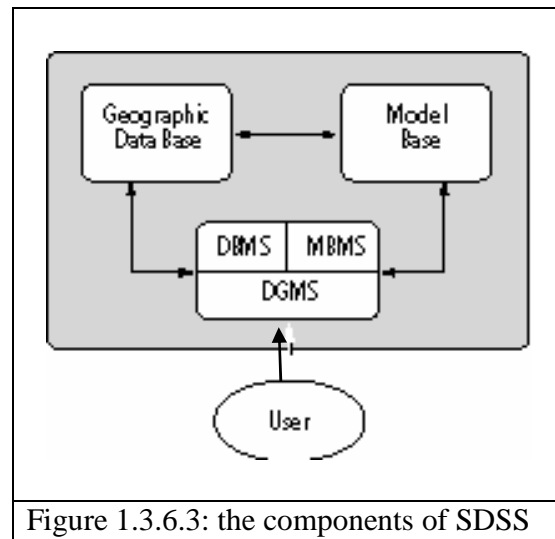 Geographic
Data Base
Model
Base
DBMS
MBMS
DGMS
User
Figure 1.3.6.3: the components of SDSS